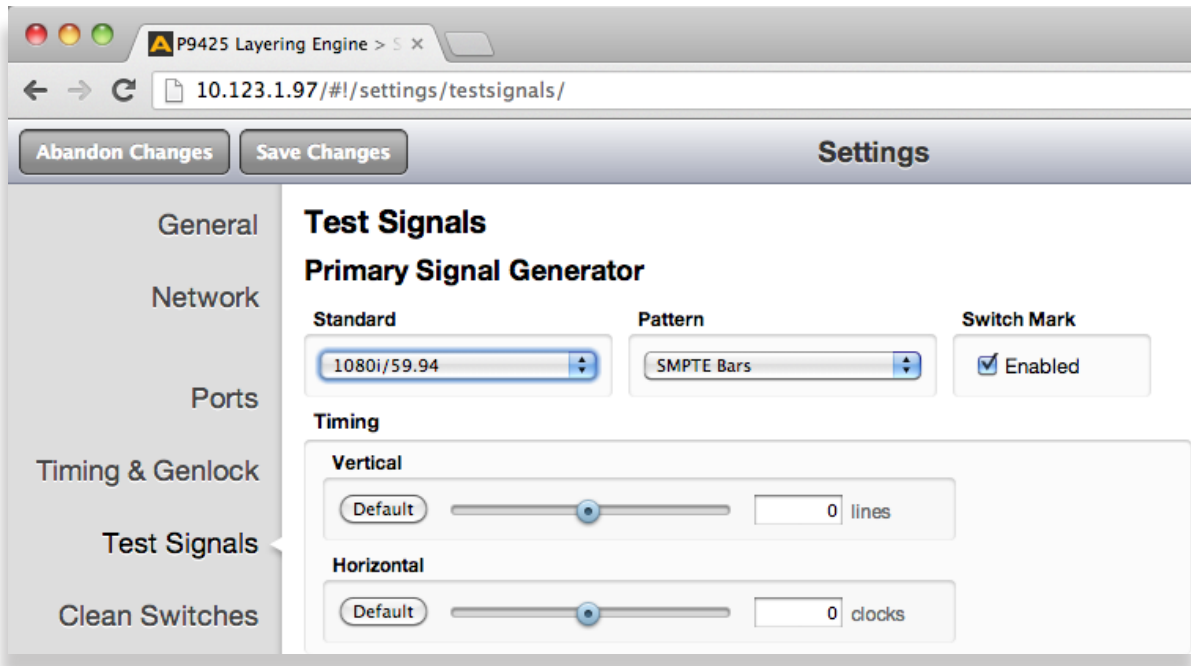 P9425 Layering Engine > S
10.123.1.97/#!/settings/testsignals/
Abandon Changes
Save Changes
Settings
General
Network
Ports
Timing & Genlock
Test Signals
Clean Switches
Test Signals
Primary Signal Generator
Standard
Pattern
Switch Mark
1080i/59.94
SMPTE Bars
Enabled
Timing
Vertical
Default
0 lines
Horizontal
Default
0 clocks